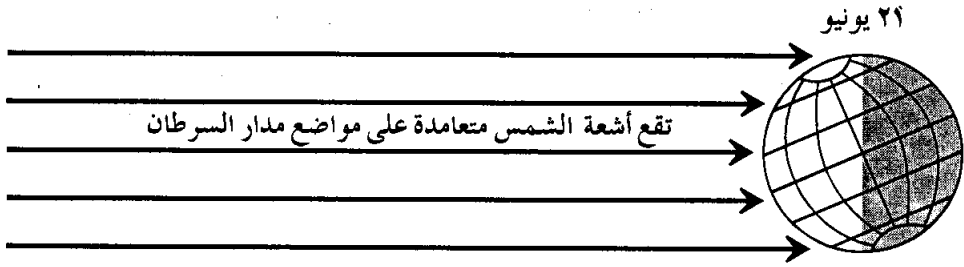 ٢١ يونيو
تقع أشعة الشمس متعامدة على مواضع مدار السرطان